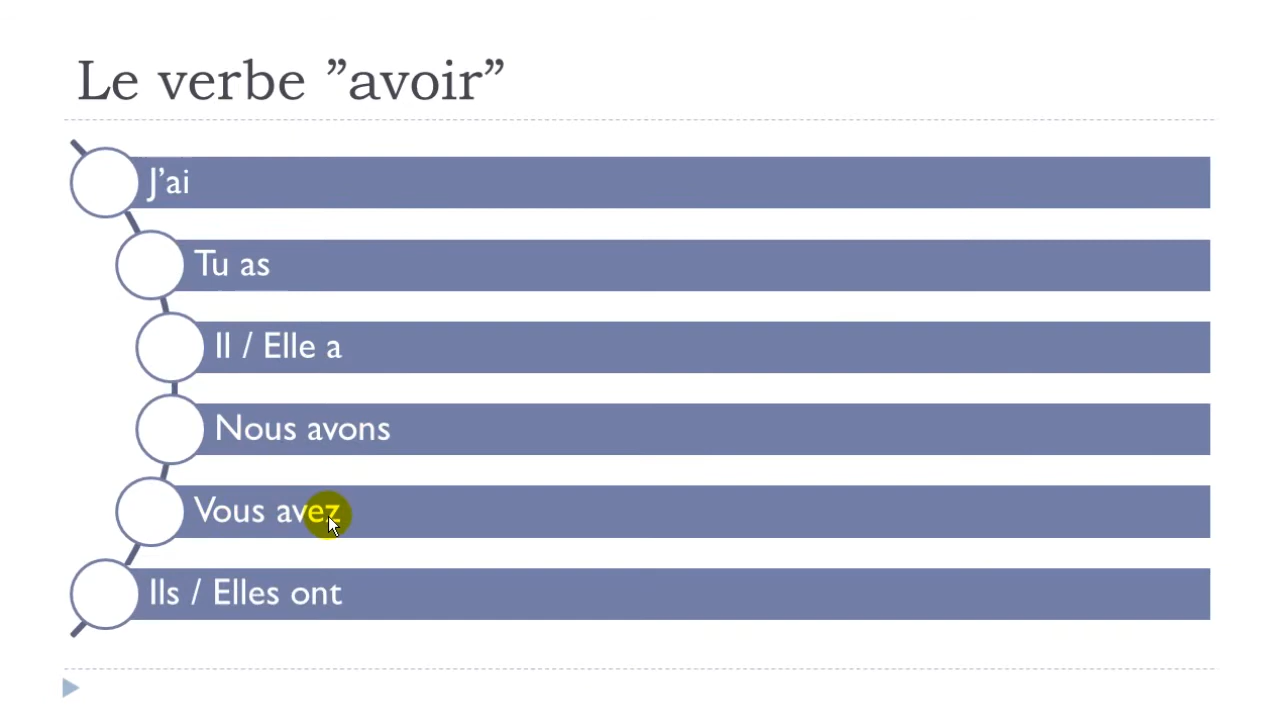 Le verbe ”avoir”
J’ai
Tu as
Il / Elle a
Nous avons
Vous avez
Ils / Elles ont